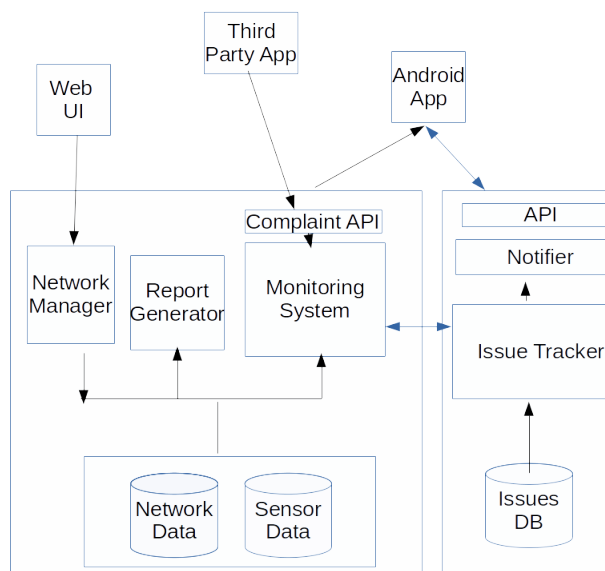 Third
Party App
Web
UI
Android
App
Complaint API
API
Network
Manager
Report
Generator
Monitoring
System
Notifier
Issue Tracker
Network
Data
Sensor
Data
Issues
DB